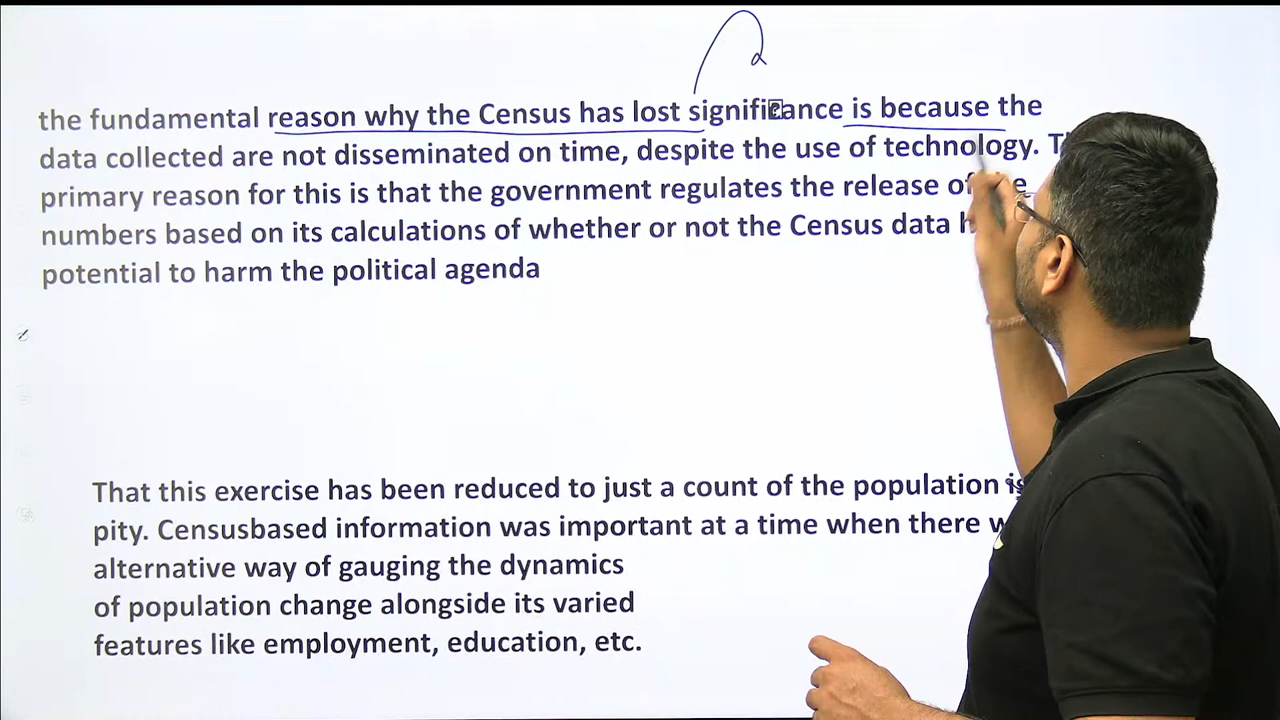 the fundamental reason why the Census has lost significance is because the
data collected are not disseminated on time, despite the use of technology.
primary reason for this is that the government regulates the release of
numbers based on its calculations of whether or not the Census data
potential to harm the political agenda
That this exercise has been reduced to just a count of the population is
pity. Censusbased information was important at a time when there
alternative way of gauging the dynamics
of population change alongside its varied
features like employment, education, etc.